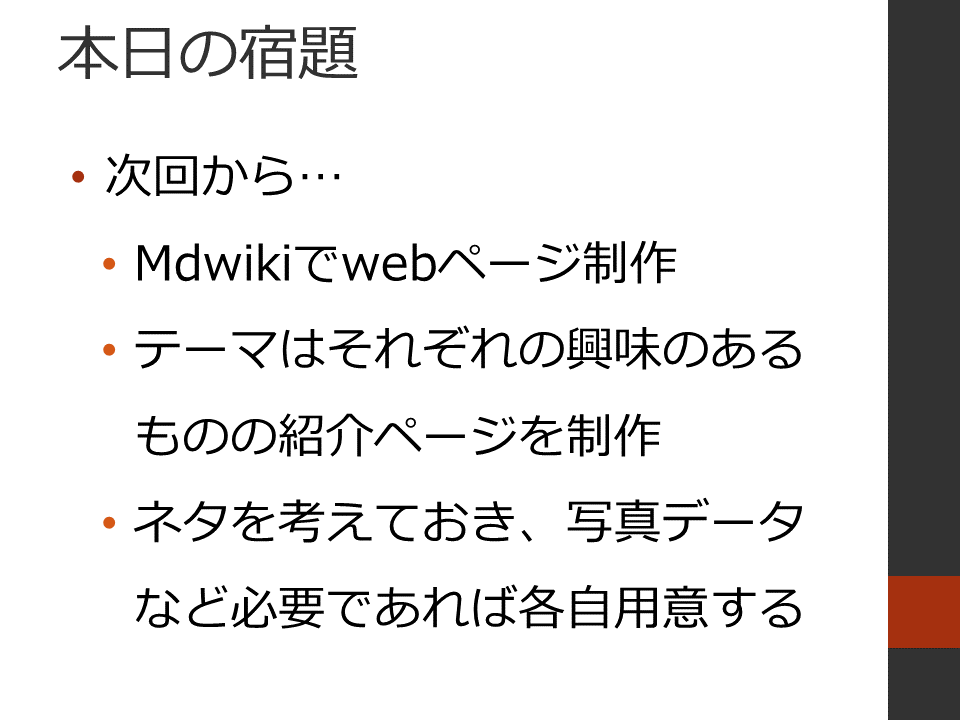 本日の宿題
• 次回から…
• Mdwikiでwebページ制作
• テーマはそれぞれの興味のある
ものの紹介ページを制作
• ネタを考えておき、写真データ
など必要であれば各自用意する